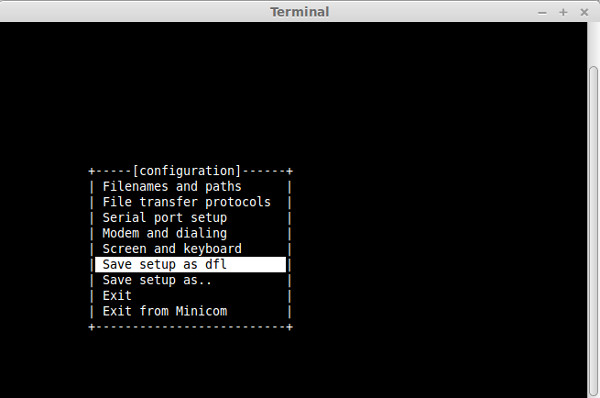 Terminal
+-----[configuration]------+
| Filenames and paths      |
| File transfer protocols  |
| Serial port setup        |
| Modem and dialing        |
| Screen and keyboard      |
| Save setup as dfl        |
| Save setup as..          |
| Exit                     |
| Exit from Minicom        |
+--------------------------+